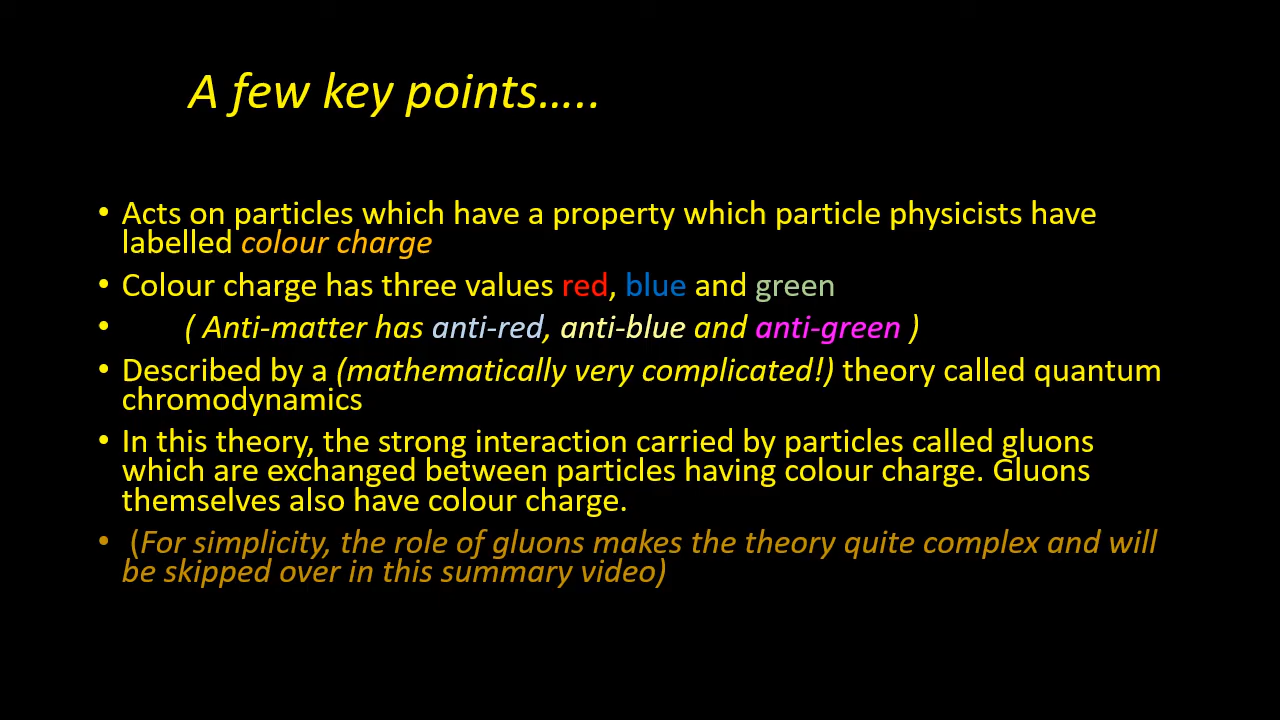 A few key points.....
• Acts on particles which have a property which particle physicists have
labelled colour charge
• Colour charge has three values red, blue and green
• ( Anti-matter has anti-red, anti-blue and anti-green )
• Described by a (mathematically very complicated!) theory called quantum
chromodynamics
• In this theory, the strong interaction carried by particles called gluons
which are exchanged between particles having colour charge. Gluons
themselves also have colour charge.
• (For simplicity, the role of gluons makes the theory quite complex and will
be skipped over in this summary video)